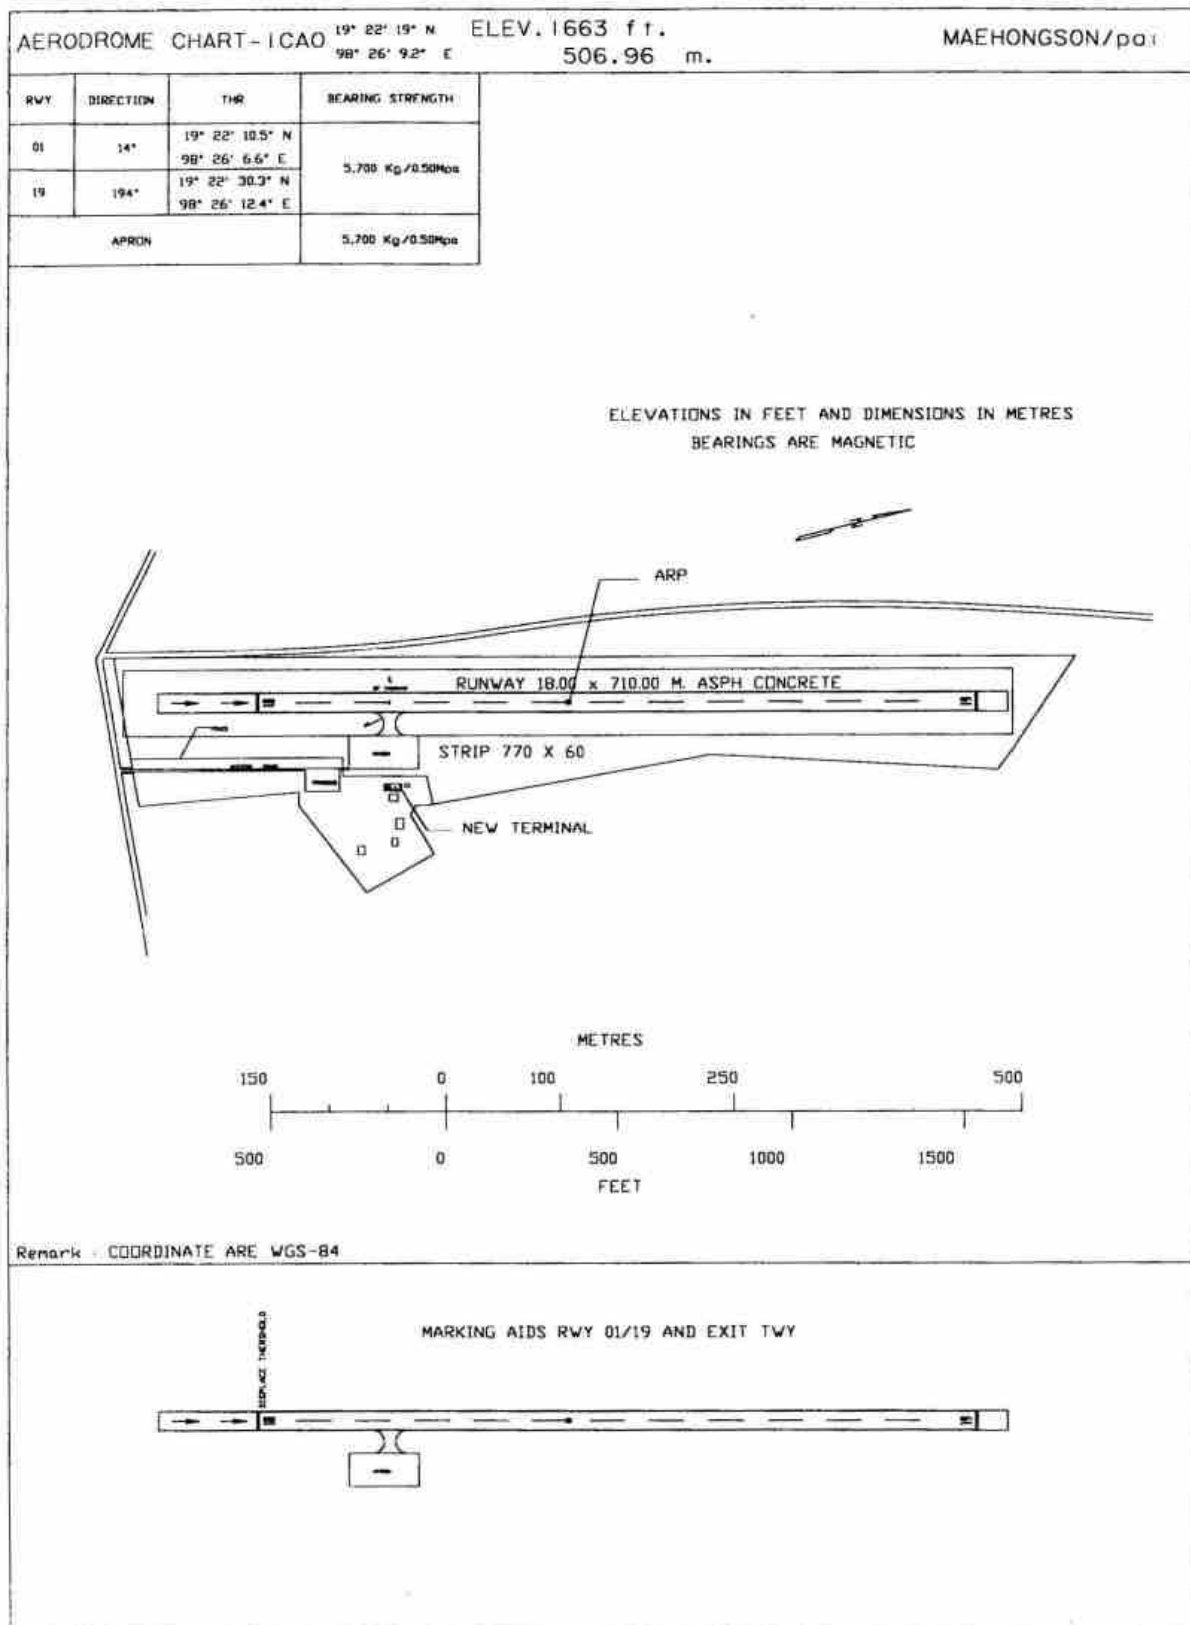 AERODROME CHART-ICAO
19° 22' 19" N
98° 26' 9.2" E
ELEV. 1663 ft.
506.96 m.
MAEHONGSON/pai
RWY DIRECTION THR BEARING STRENGTH
01 14° 19° 22' 10.5" N
98° 26' 6.6" E
5,700 Kg/0.50Mpa
19 194° 19° 22' 30.3" N
98° 26' 12.4" E
APRON 5,700 Kg/0.50Mpa
ELEVATIONS IN FEET AND DIMENSIONS IN METRES
BEARINGS ARE MAGNETIC
N
ARP
RUNWAY 18.00 x 710.00 M. ASPH CONCRETE
STRIP 770 X 60
NEW TERMINAL
METRES
150 0 100 250 500
500 0 500 1000 1500
FEET
Remark : COORDINATE ARE WGS-84
DISPLACE THERSHOLD
MARKING AIDS RWY 01/19 AND EXIT TWY